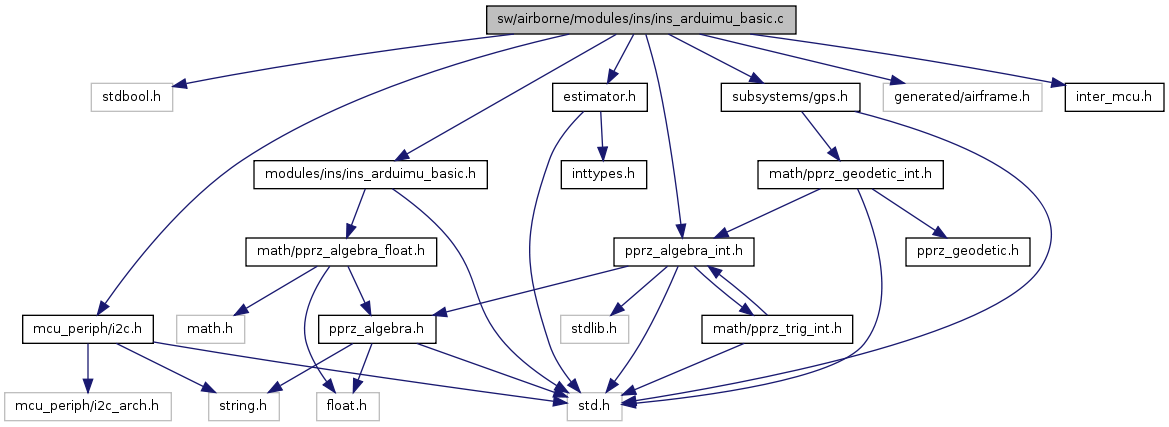 sw/airborne/modules/ins/ins_arduimu_basic.c
stdbool.h
estimator.h
subsystems/gps.h
generated/airframe.h
inter_mcu.h
modules/ins/ins_arduimu_basic.h
inttypes.h
math/pprz_geodetic_int.h
math/pprz_algebra_float.h
pprz_algebra_int.h
pprz_geodetic.h
mcu_periph/i2c.h
math.h
pprz_algebra.h
stdlib.h
math/pprz_trig_int.h
mcu_periph/i2c_arch.h
string.h
float.h
std.h